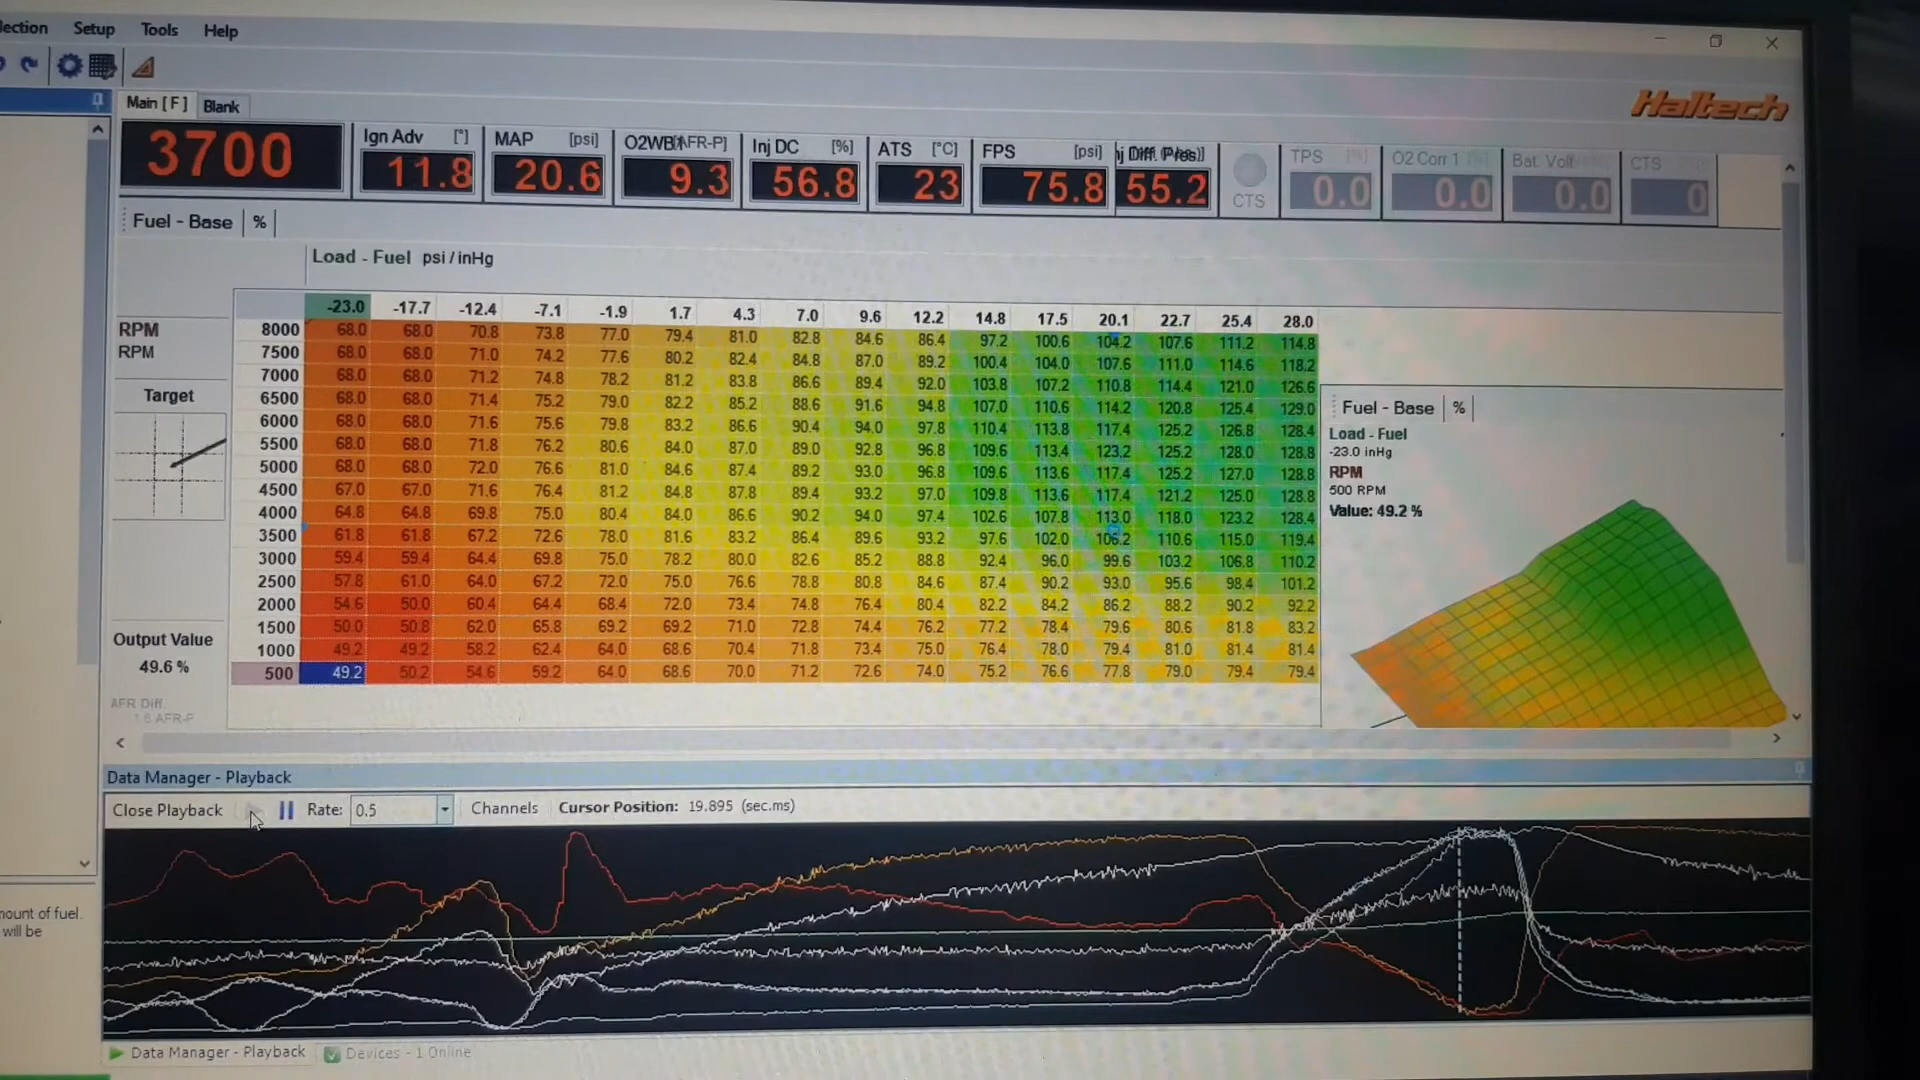 lection Setup Tools Help
Main [ F ] Blank
Haltech
3700
Ign Adv [°] 11.8
MAP [psi] 20.6
O2WB1 [AFR-P] 9.3
Inj DC [%] 56.8
ATS [°C] 23
FPS [psi] 75.8
55.2
CTS
TPS 0.0
O2 Corr 1 0.0
Bat. Volt 0.0
CTS 0
Fuel - Base %
Load - Fuel psi / inHg
-23.0 -17.7 -12.4 -7.1 -1.9 1.7 4.3 7.0 9.6 12.2 14.8 17.5 20.1 22.7 25.4 28.0
RPM
RPM
8000 68.0 68.0 70.8 73.8 77.0 79.4 81.0 82.8 84.6 86.4 97.2 100.6 104.2 107.6 111.2 114.8
7500 68.0 68.0 71.0 74.2 77.6 80.2 82.4 84.8 87.0 89.2 100.4 104.0 107.6 111.0 114.6 118.2
7000 68.0 68.0 71.2 74.8 78.2 81.2 83.8 86.6 89.4 92.0 103.8 107.2 110.8 114.4 121.0 126.6
6500 68.0 68.0 71.4 75.2 79.0 82.2 85.2 88.6 91.6 94.8 107.0 110.6 114.2 120.8 125.4 129.0
6000 68.0 68.0 71.6 75.6 79.8 83.2 86.6 90.4 94.0 97.8 110.4 113.8 117.4 125.2 126.8 128.4
5500 68.0 68.0 71.8 76.2 80.6 84.0 87.0 89.0 92.8 96.8 109.6 113.4 123.2 125.2 128.0 128.8
5000 68.0 68.0 72.0 76.6 81.0 84.6 87.4 89.2 93.0 96.8 109.6 113.6 117.4 125.2 127.0 128.8
4500 67.0 67.0 71.6 76.4 81.2 84.8 87.8 89.4 93.2 97.0 109.8 113.6 117.4 121.2 125.0 128.8
4000 64.8 64.8 69.8 75.0 80.4 84.0 86.6 90.2 94.0 97.4 102.6 107.8 113.0 118.0 123.2 128.4
3500 61.8 61.8 67.2 72.6 78.0 81.6 83.2 86.4 89.6 93.2 97.6 102.0 106.2 110.6 115.0 119.4
3000 59.4 59.4 64.4 69.8 75.0 78.2 80.0 82.6 85.2 88.8 92.4 96.0 99.6 103.2 106.8 110.2
2500 57.8 61.0 64.0 67.2 72.0 75.0 76.6 78.8 80.8 84.6 87.4 90.2 93.0 95.6 98.4 101.2
2000 54.6 50.0 60.4 64.4 68.4 72.0 73.4 74.8 76.4 80.4 82.2 84.2 86.2 88.2 90.2 92.2
1500 50.0 50.8 62.0 65.8 69.2 69.2 71.0 72.8 74.4 76.2 77.2 78.4 79.6 80.6 81.8 83.2
1000 49.2 49.2 58.2 62.4 64.0 68.6 70.4 71.8 73.4 75.0 76.4 78.0 79.4 81.0 81.4 81.4
500 49.2 50.2 54.6 59.2 64.0 68.6 70.0 71.2 72.6 74.0 75.2 76.6 77.8 79.0 79.4 79.4
Target
Output Value
49.6 %
AFR Diff.
1.6 AFR-P
Fuel - Base %
Load - Fuel
-23.0 inHg
RPM
500 RPM
Value: 49.2 %
Data Manager - Playback
Close Playback Rate: 0.5 Channels Cursor Position: 19.895 (sec.ms)
nount of fuel.
will be
Data Manager - Playback Devices - 1 Online